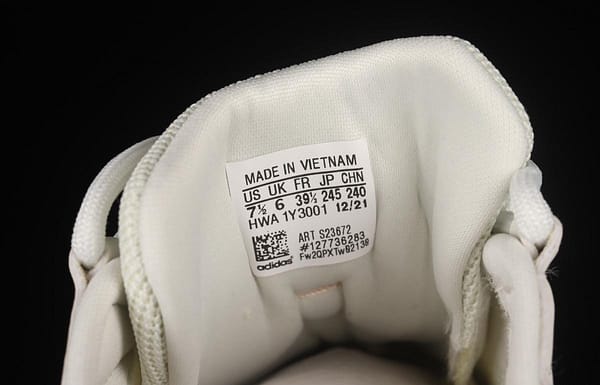 MADE IN VIETNAM
US UK FR JP CHN
7½ 6 39⅓ 245 240
HWA 1Y3001 12/21
ART S23672
#127736283
adidas Fw2QPXTw92138